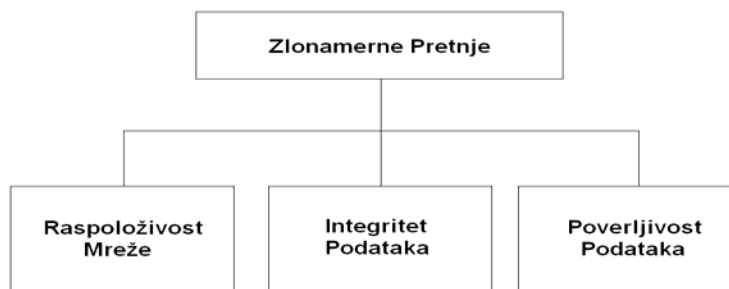 Zlonamerne Pretnje
Raspoloživost
Mreže
Integritet
Podataka
Poverljivost
Podataka